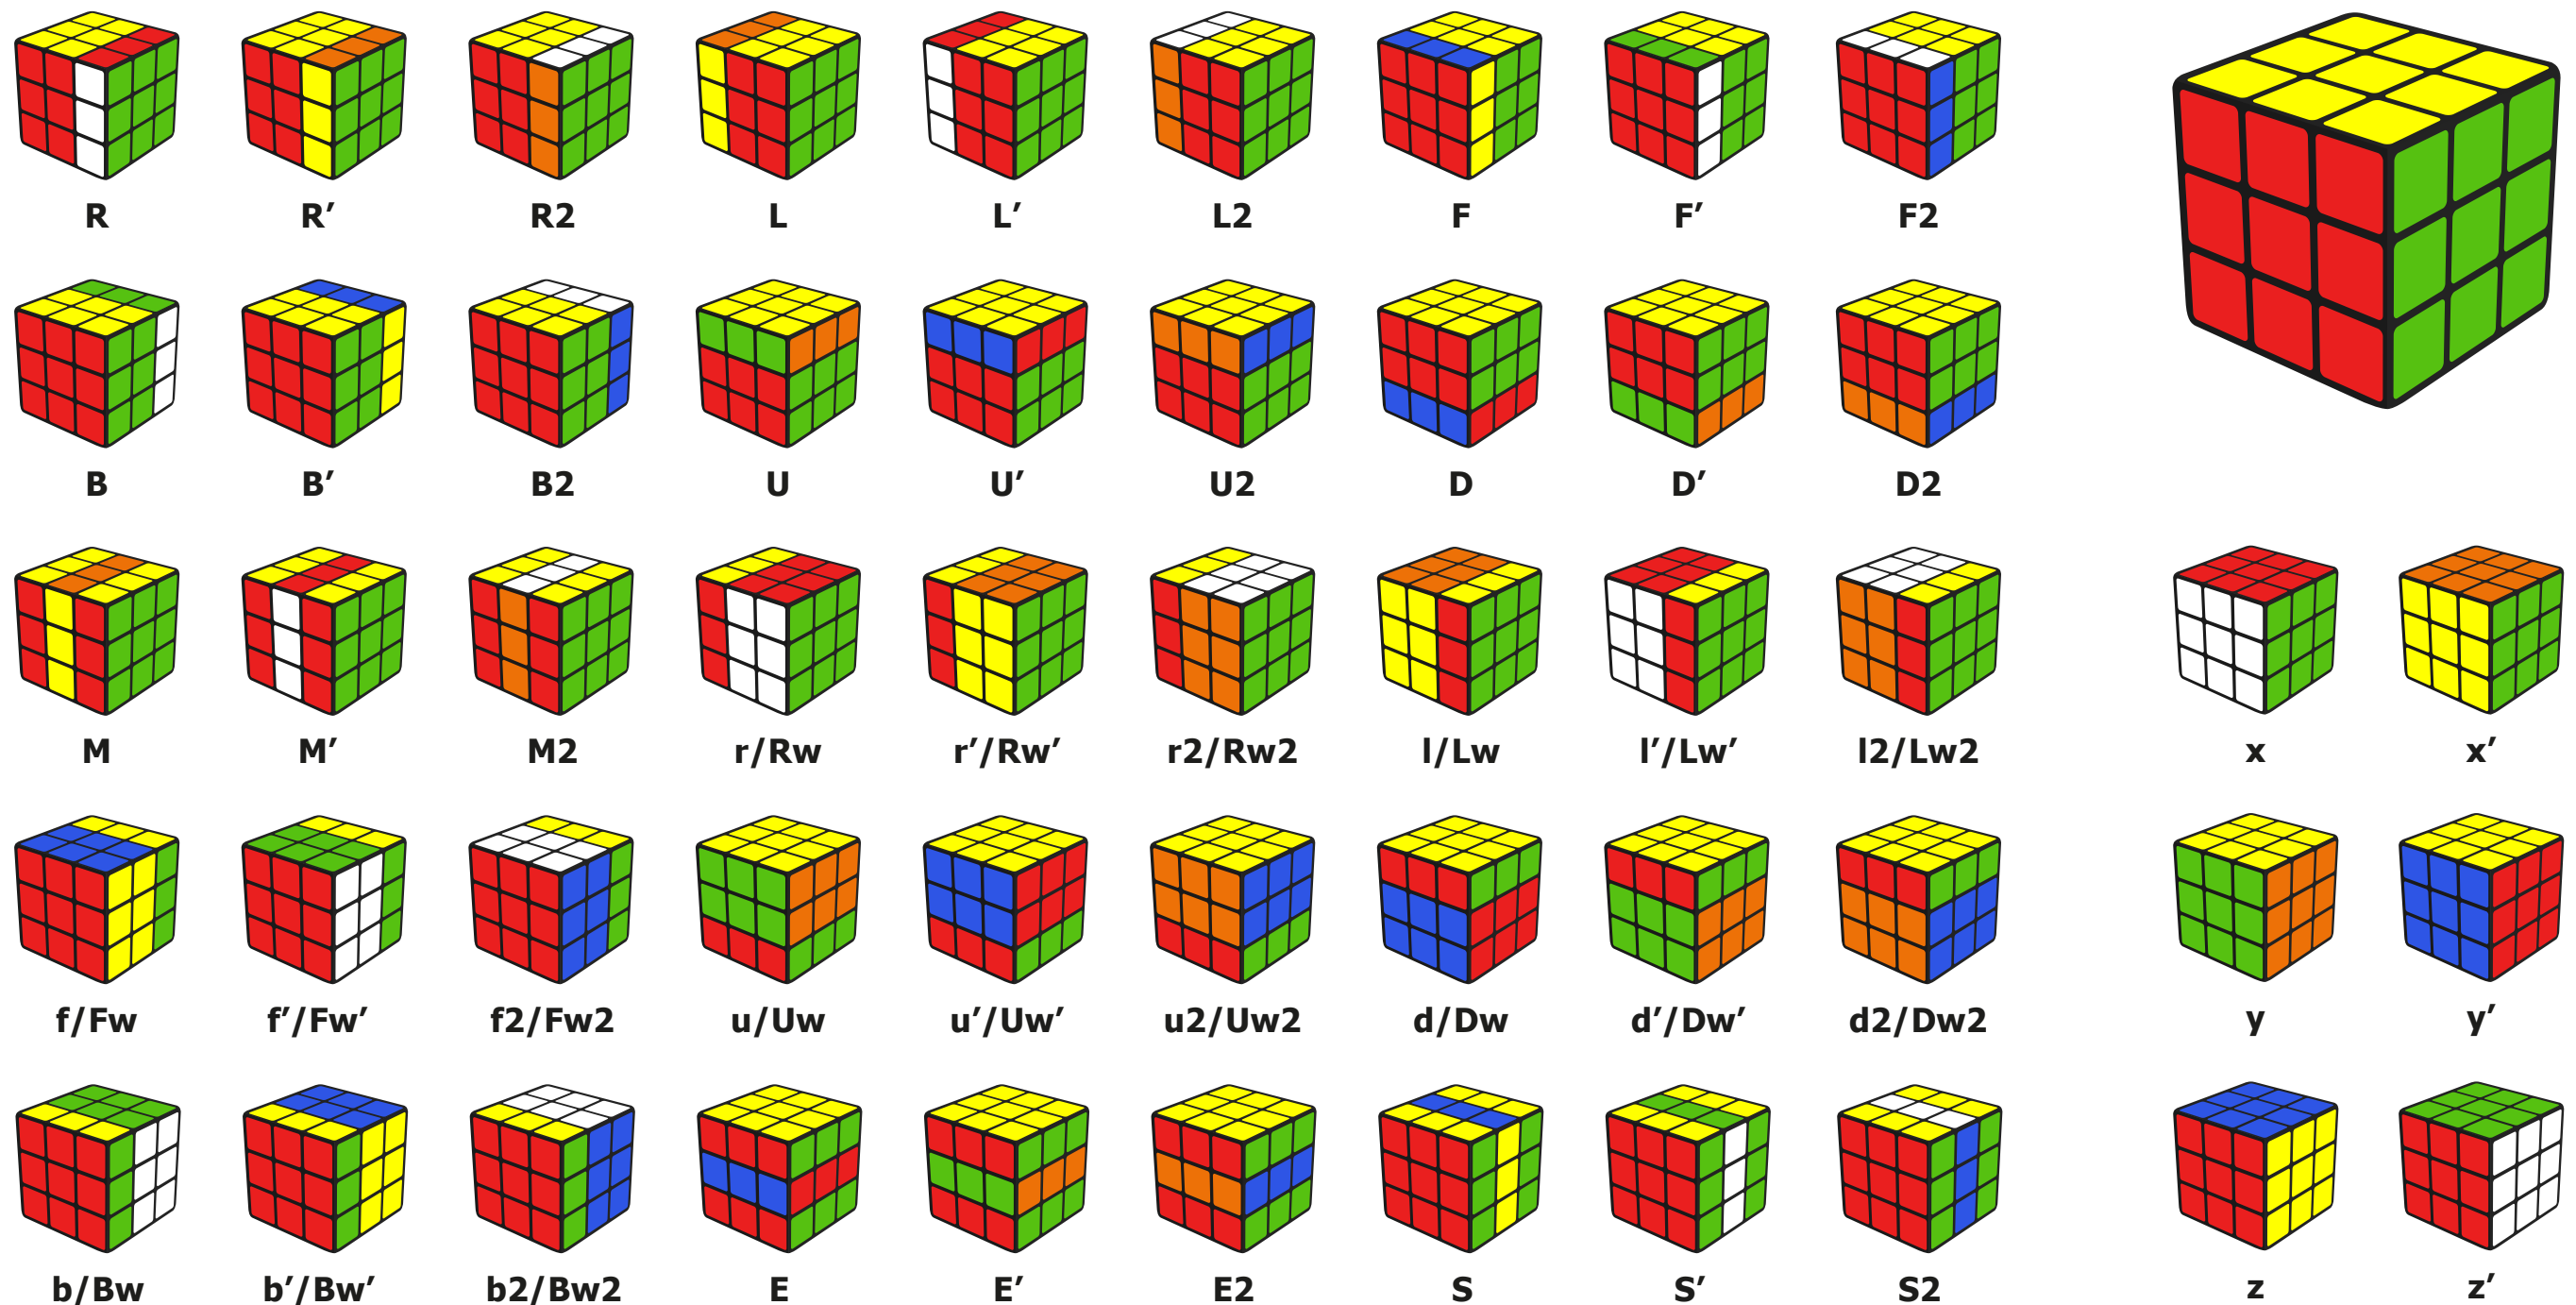 R R′ R2 L L′ L2 F F′ F2
B B′ B2 U U′ U2 D D′ D2
M M′ M2 r/Rw r′/Rw′ r2/Rw2 l/Lw l′/Lw′ l2/Lw2 x x′
f/Fw f′/Fw′ f2/Fw2 u/Uw u′/Uw′ u2/Uw2 d/Dw d′/Dw′ d2/Dw2 y y′
b/Bw b′/Bw′ b2/Bw2 E E′ E2 S S′ S2 z z′